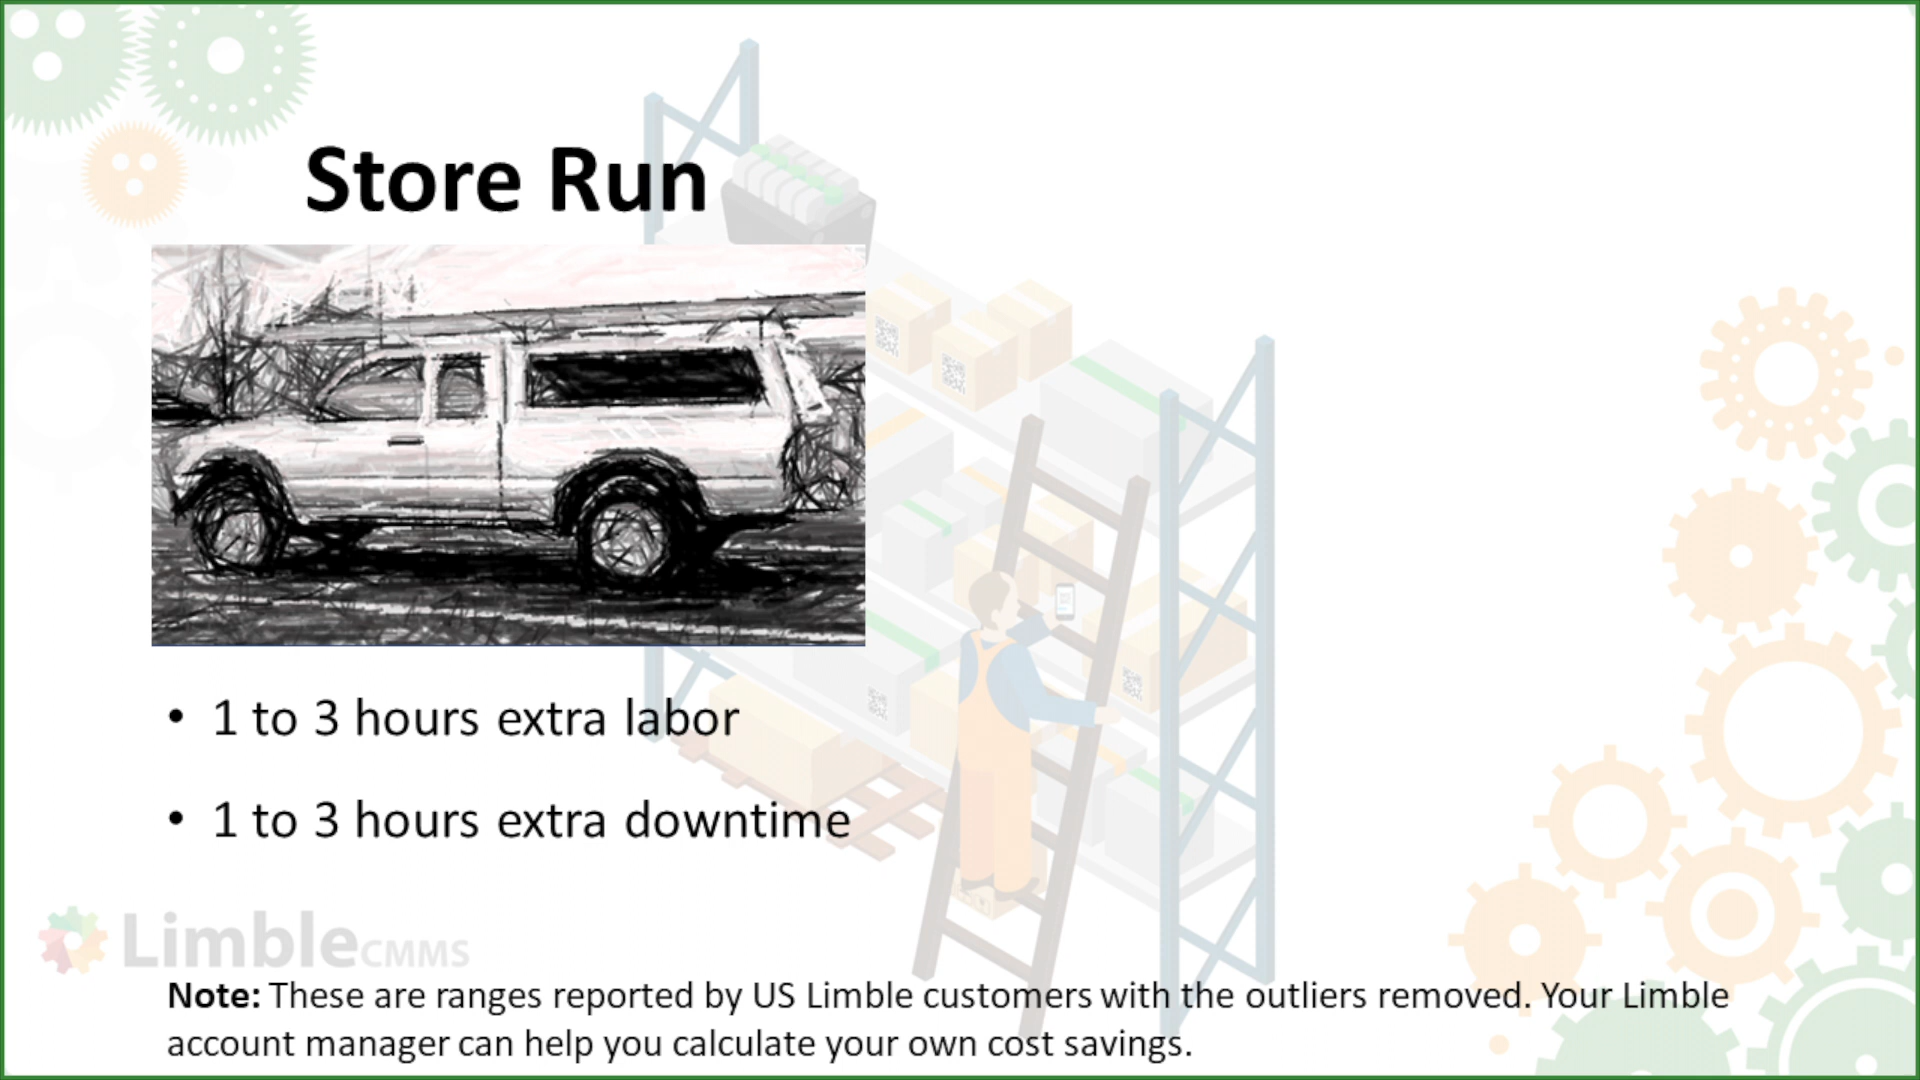 Store Run
• 1 to 3 hours extra labor
• 1 to 3 hours extra downtime
LimbleCMMS
Note: These are ranges reported by US Limble customers with the outliers removed. Your Limble
account manager can help you calculate your own cost savings.